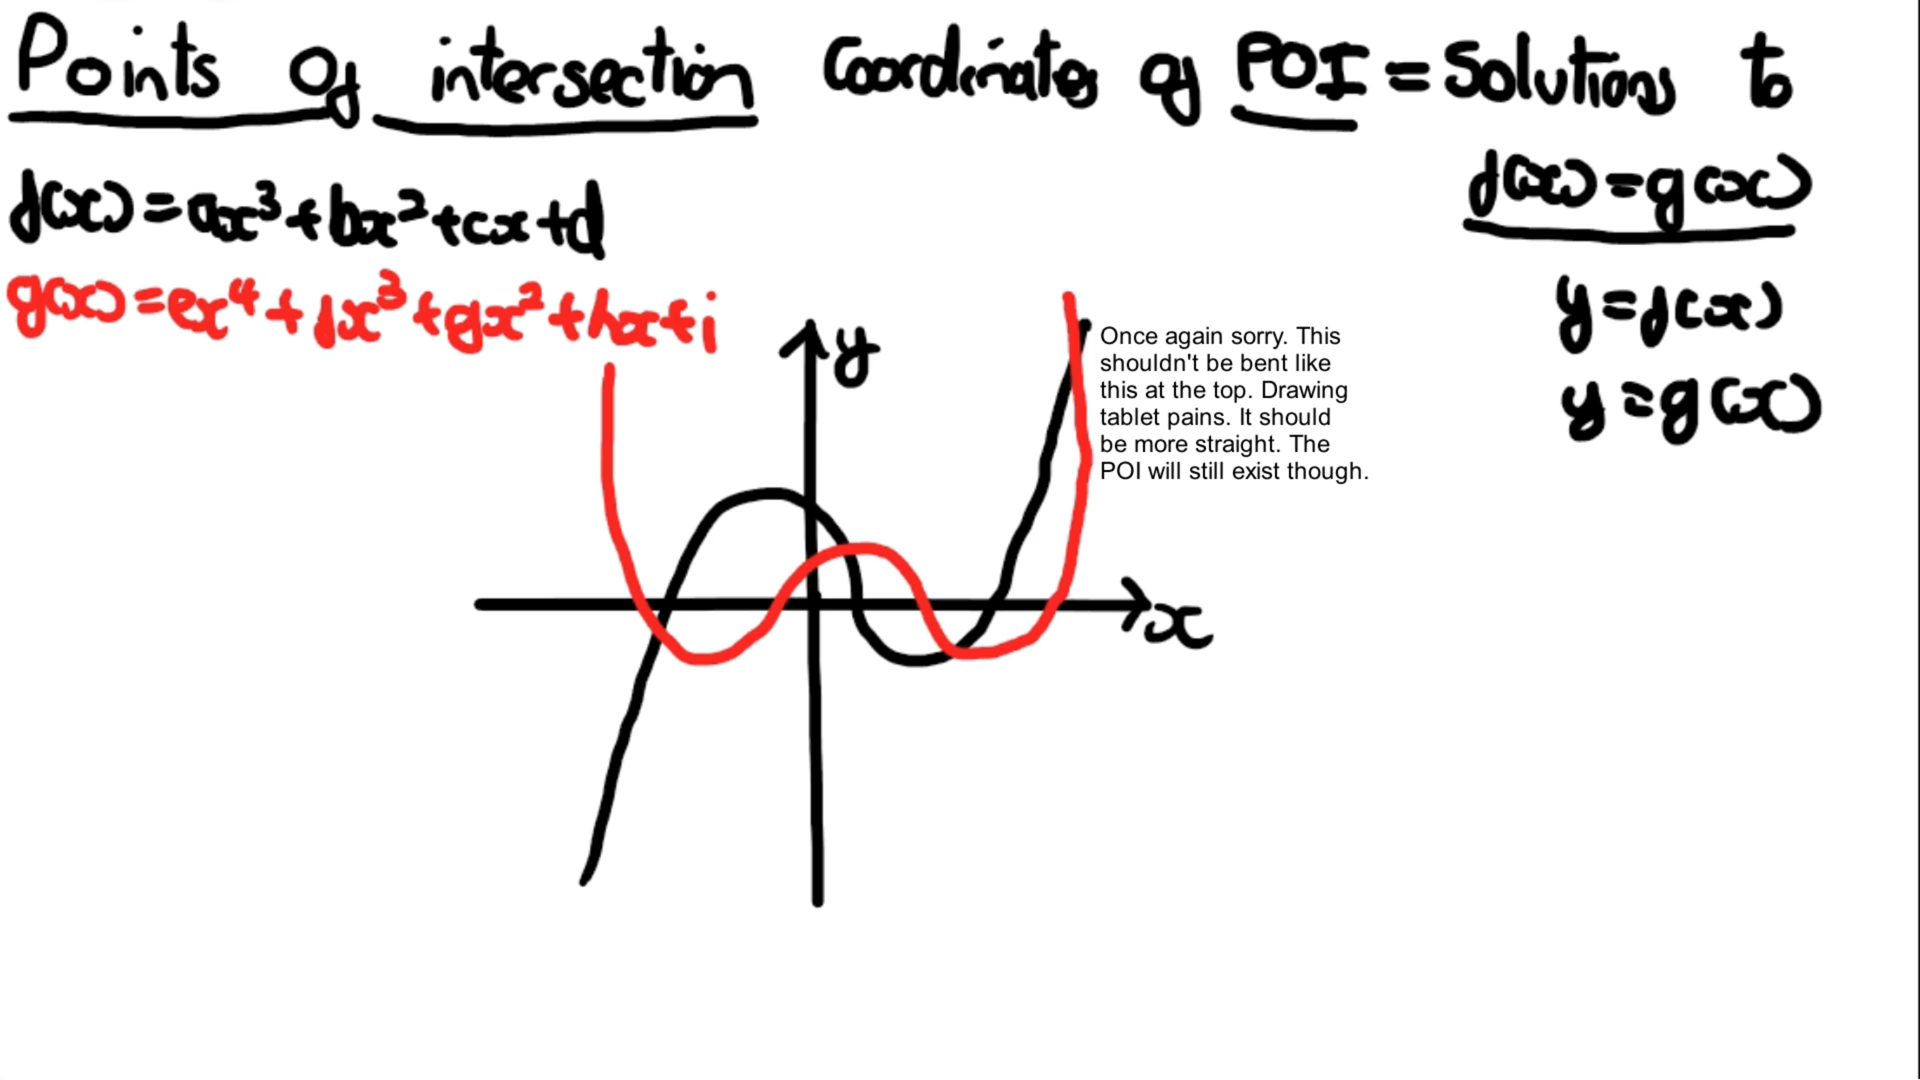 Points of intersection Coordinates of POI = Solutions to
f(x) = g(x)
f(x) = ax³ + bx² + cx + d
g(x) = ex⁴ + fx³ + gx² + hx + i
y = f(x)
y = g(x)
y
Once again sorry. This
shouldn't be bent like
this at the top. Drawing
tablet pains. It should
be more straight. The
POI will still exist though.
x